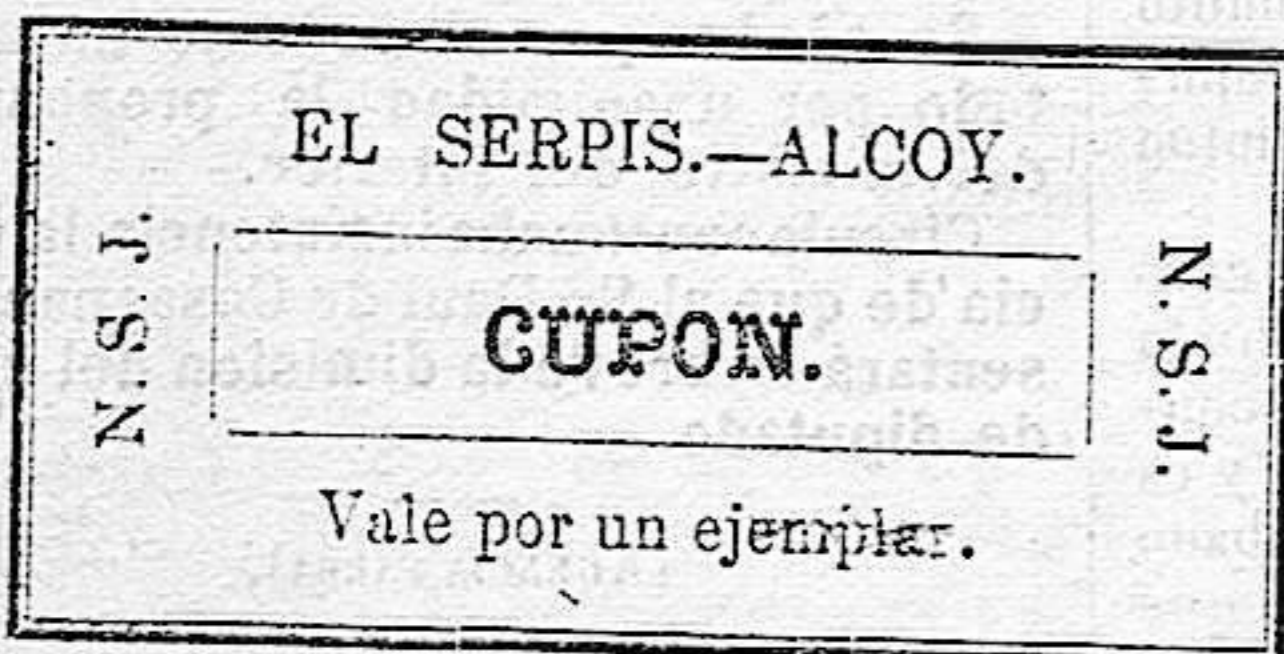 EL SERPIS.—ALCOY.
N. S. J.
CUPON.
N. S. J.
Vale por un ejemplar.